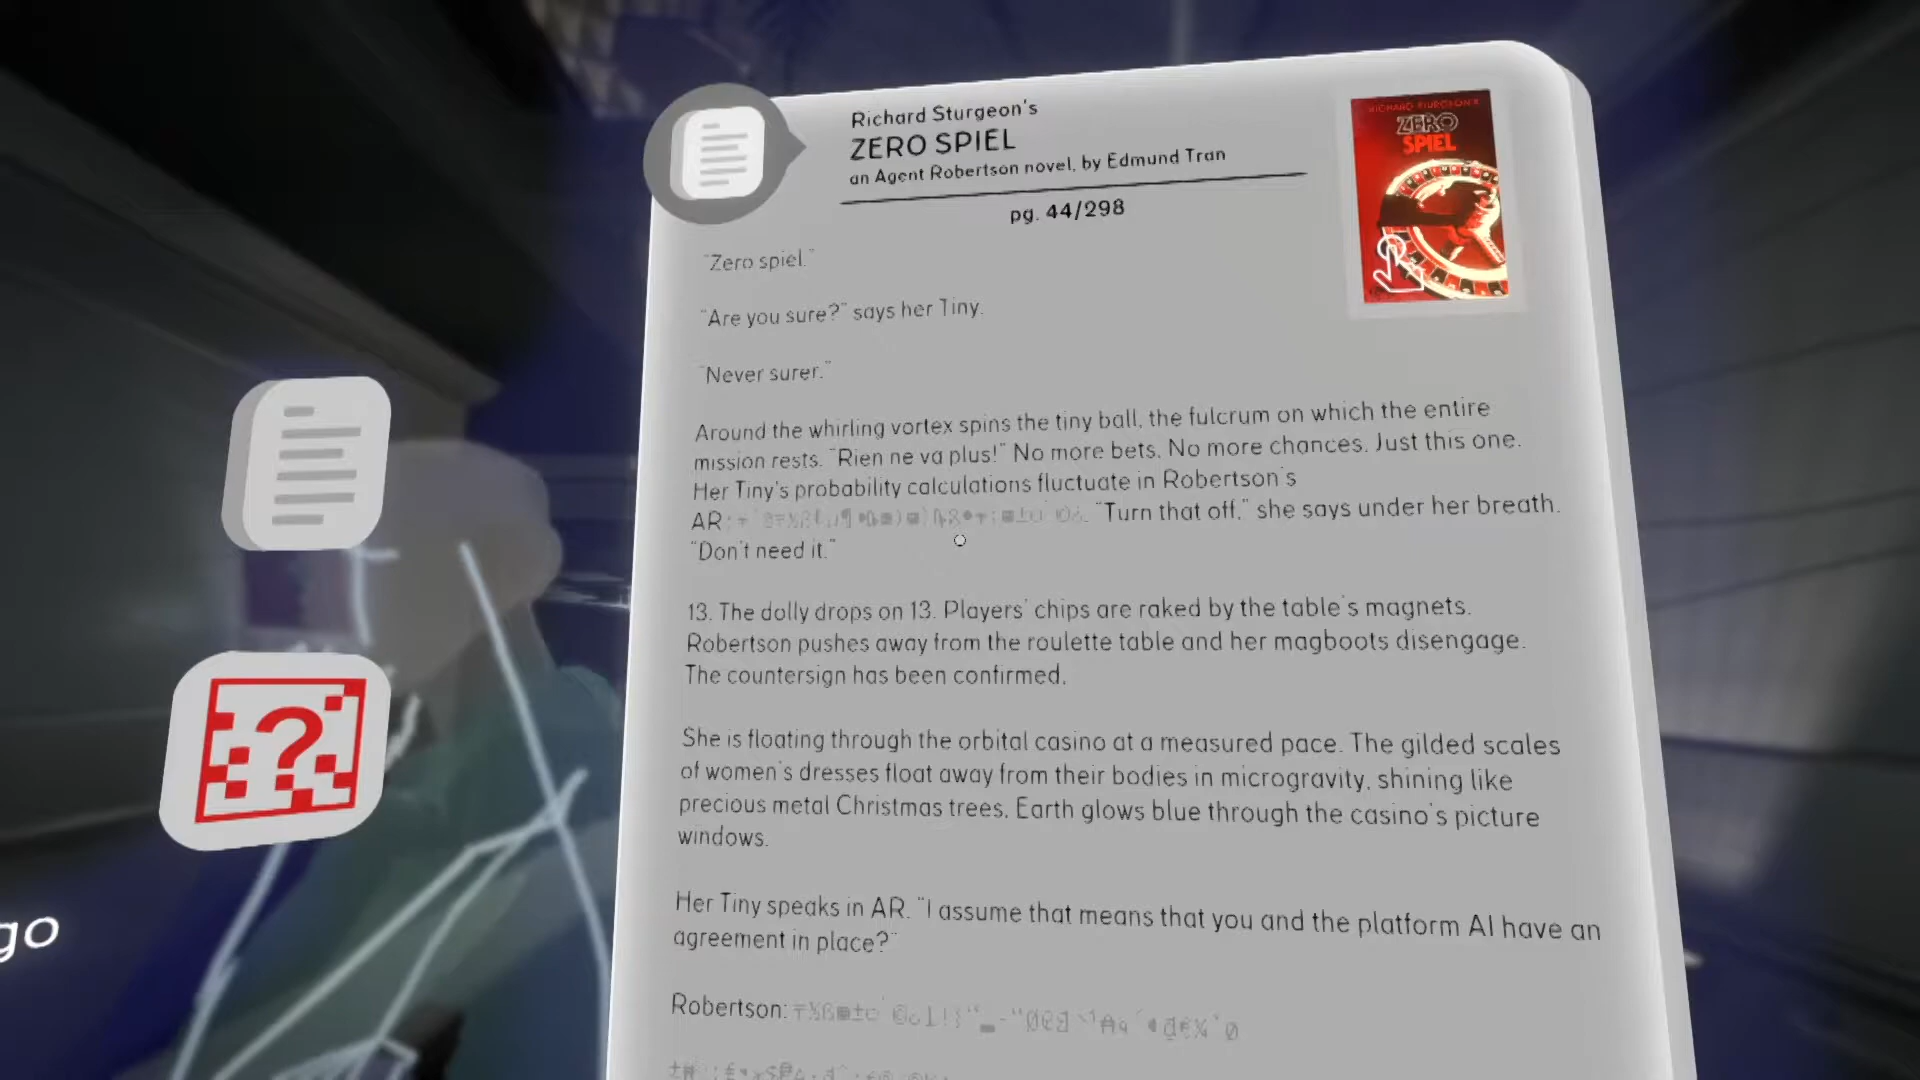 Richard Sturgeon's
ZERO SPIEL
an Agent Robertson novel, by Edmund Tran
pg. 44/298
RICHARD STURGEON'S
ZERO
SPIEL
"Zero spiel."
"Are you sure?" says her Tiny.
"Never surer."
Around the whirling vortex spins the tiny ball, the fulcrum on which the entire
mission rests. "Rien ne va plus!" No more bets. No more chances. Just this one.
Her Tiny's probability calculations fluctuate in Robertson's
AR: "Turn that off," she says under her breath.
"Don't need it."
13. The dolly drops on 13. Players' chips are raked by the table's magnets.
Robertson pushes away from the roulette table and her magboots disengage.
The countersign has been confirmed.
She is floating through the orbital casino at a measured pace. The gilded scales
of women's dresses float away from their bodies in microgravity, shining like
precious metal Christmas trees. Earth glows blue through the casino's picture
windows.
Her Tiny speaks in AR. "I assume that means that you and the platform AI have an
agreement in place?"
Robertson:
?
go